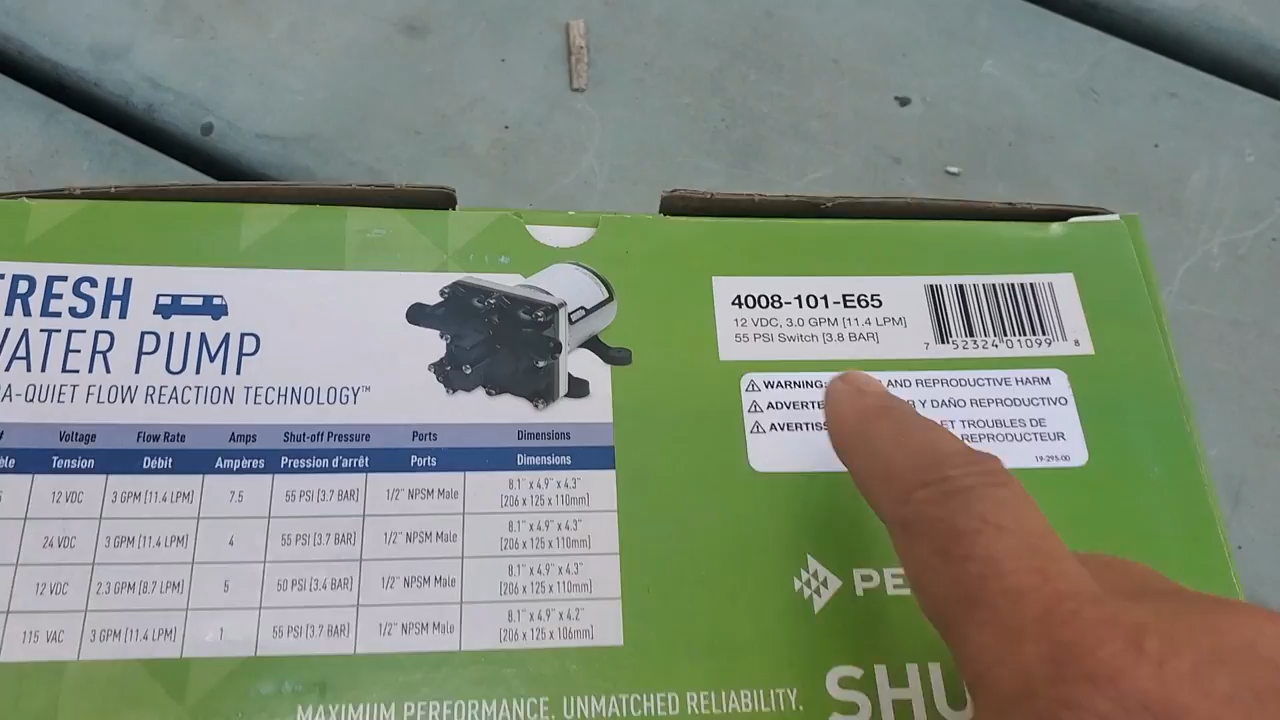 FRESH
WATER PUMP
A-QUIET FLOW REACTION TECHNOLOGY™
Voltage Flow Rate Amps Shut-off Pressure Ports Dimensions
Tension Débit Ampères Pression d'arrêt Ports Dimensions
12 VDC 3 GPM [11.4 LPM] 7.5 55 PSI [3.7 BAR] 1/2" NPSM Male 8.1" x 4.9" x 4.3"
[206 x 125 x 110mm]
24 VDC 3 GPM [11.4 LPM] 4 55 PSI [3.7 BAR] 1/2" NPSM Male 8.1" x 4.9" x 4.3"
[206 x 125 x 110mm]
12 VDC 2.3 GPM [8.7 LPM] 5 50 PSI [3.4 BAR] 1/2" NPSM Male 8.1" x 4.9" x 4.3"
[206 x 125 x 110mm]
115 VAC 3 GPM [11.4 LPM] 1 55 PSI [3.7 BAR] 1/2" NPSM Male 8.1" x 4.9" x 4.2"
[206 x 125 x 106mm]
MAXIMUM PERFORMANCE. UNMATCHED RELIABILITY.
4008-101-E65
12 VDC, 3.0 GPM [11.4 LPM]
55 PSI Switch [3.8 BAR]
7 52324 01099 8
WARNING: AND REPRODUCTIVE HARM
Y DAÑO REPRODUCTIVO
ET TROUBLES DE
REPRODUCTEUR
19-295-00
PE
SHU